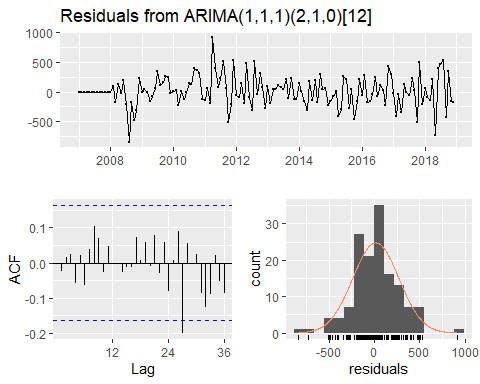 Residuals from ARIMA(1,1,1)(2,1,0)[12]
1000
500
0
-500
2008 2010 2012 2014 2016 2018
ACF
0.1
0.0
-0.1
-0.2
12 24 36
Lag
count
30
20
10
0
-500 0 500 1000
residuals